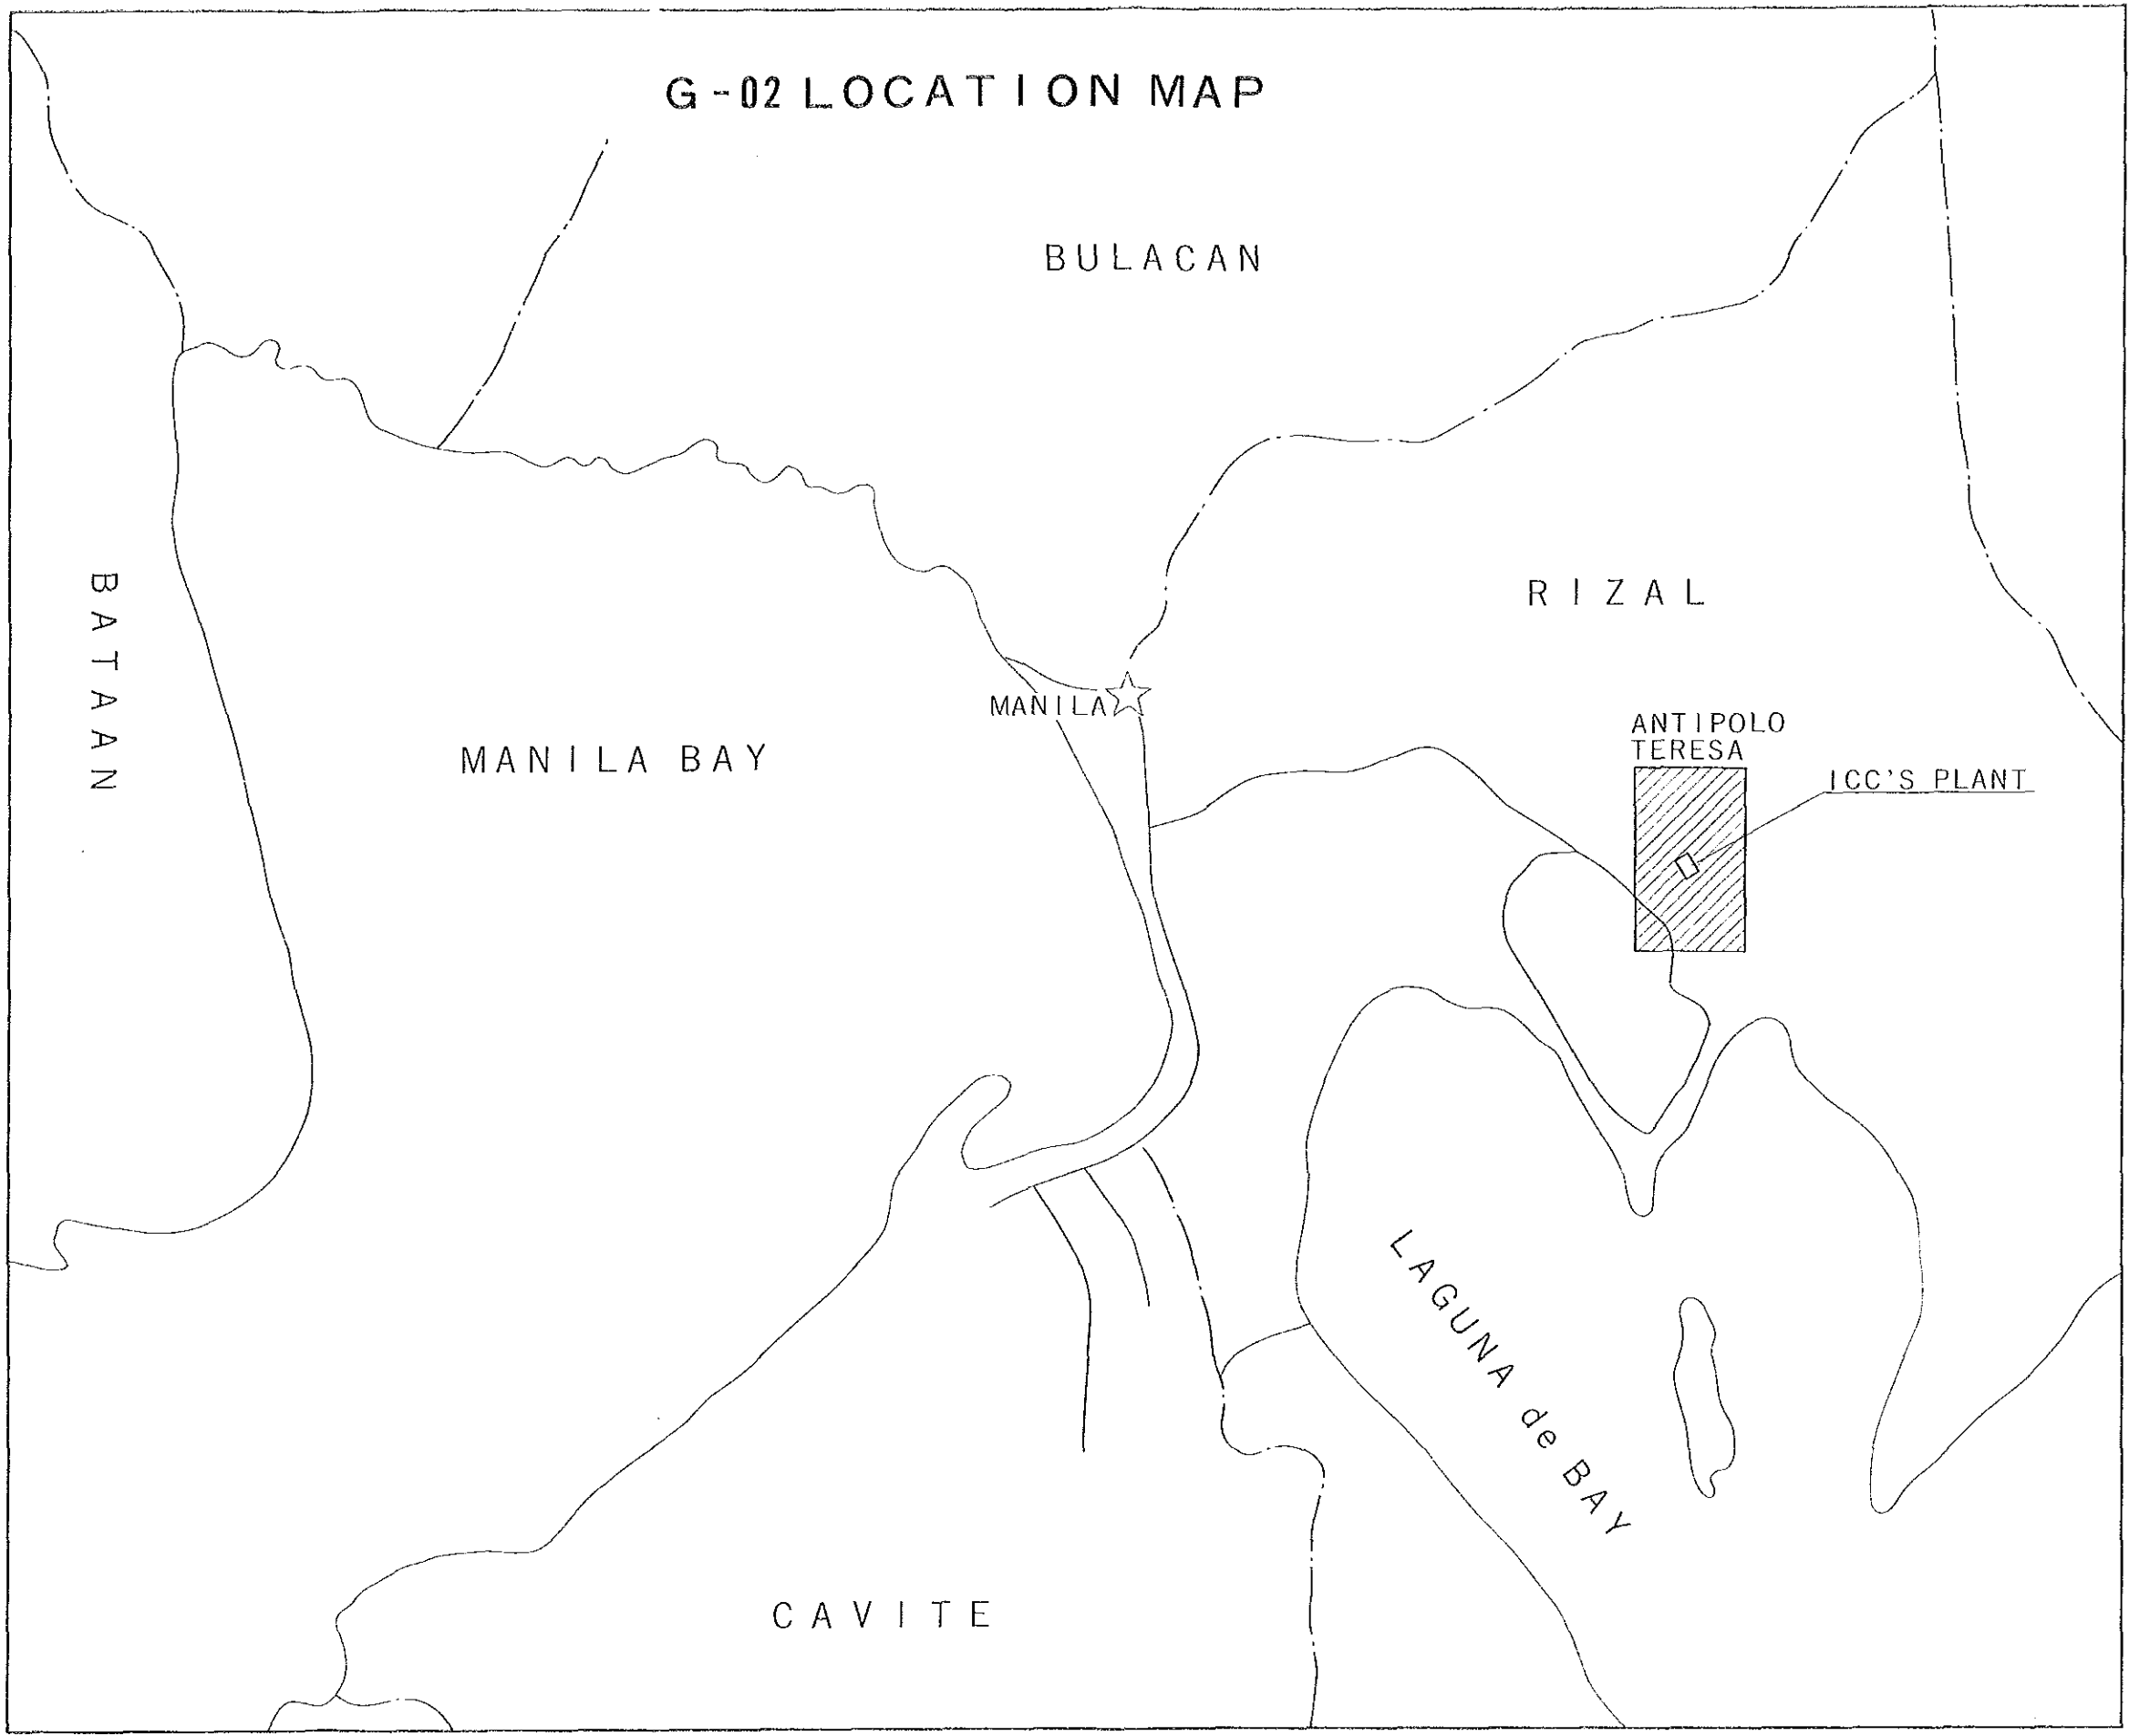 G-02 LOCATION MAP
BULACAN
BATAAN
RIZAL
MANILA
MANILA BAY
ANTIPOLO
TERESA
ICC'S PLANT
LAGUNA de BAY
CAVITE